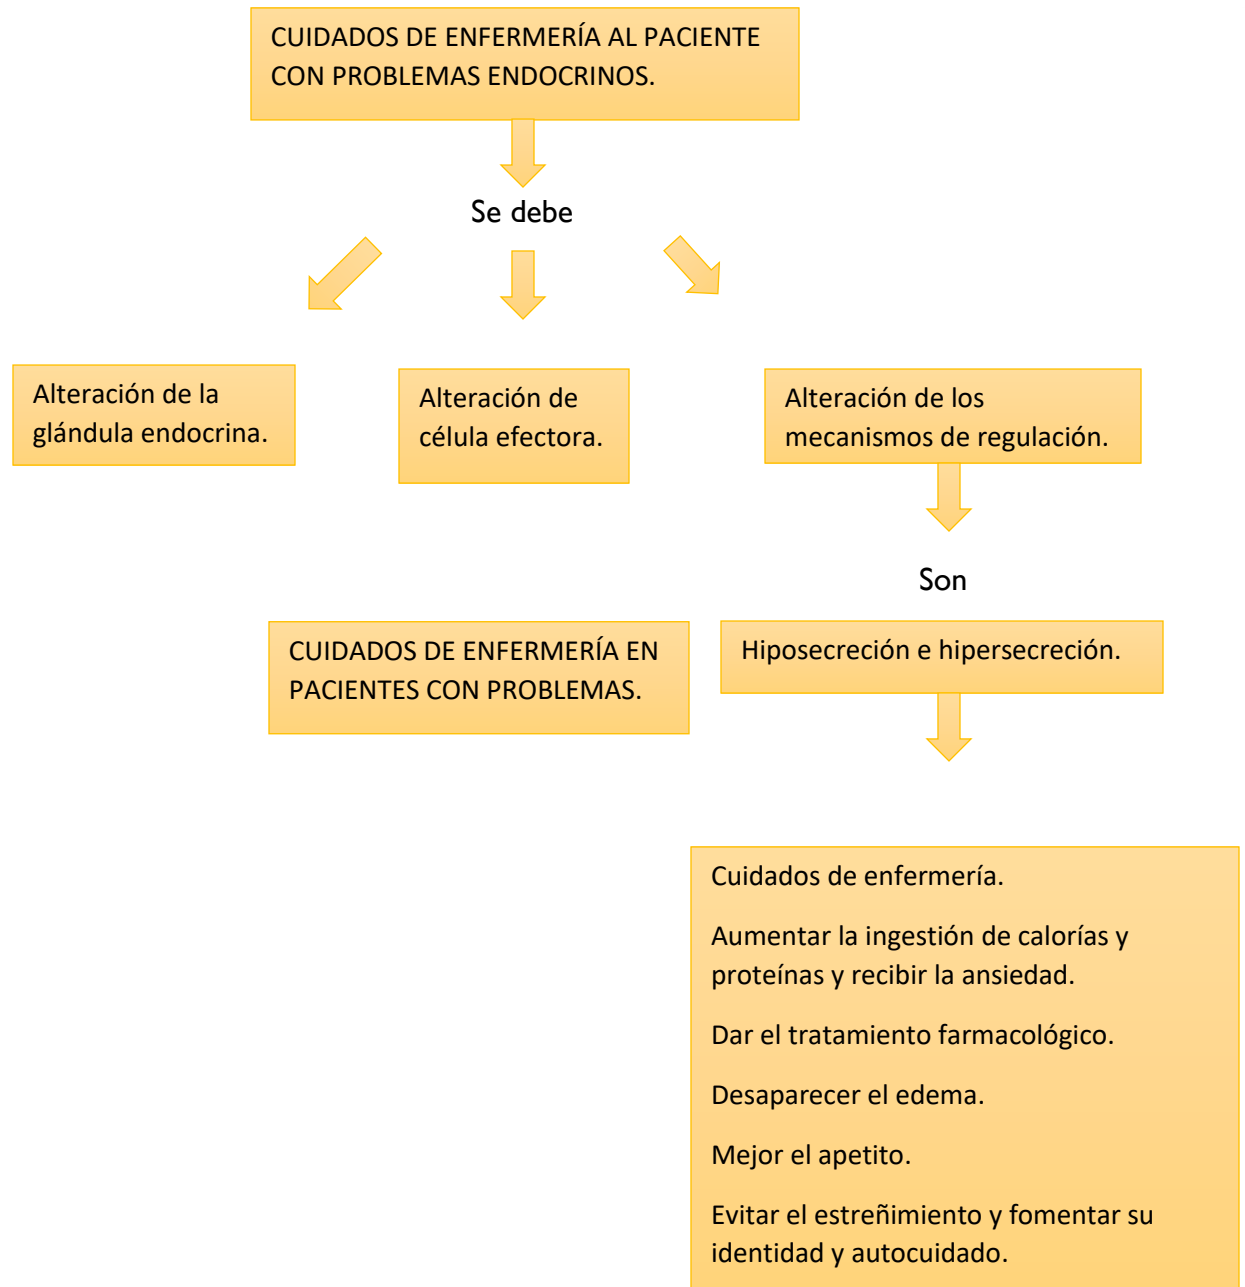 CUIDADOS DE ENFERMERÍA AL PACIENTE
CON PROBLEMAS ENDOCRINOS.
Se debe
Alteración de la
glándula endocrina.
Alteración de
célula efectora.
Alteración de los
mecanismos de regulación.
Son
CUIDADOS DE ENFERMERÍA EN
PACIENTES CON PROBLEMAS.
Hiposecreción e hipersecreción.
Cuidados de enfermería.
Aumentar la ingestión de calorías y
proteínas y recibir la ansiedad.
Dar el tratamiento farmacológico.
Desaparecer el edema.
Mejor el apetito.
Evitar el estreñimiento y fomentar su
identidad y autocuidado.